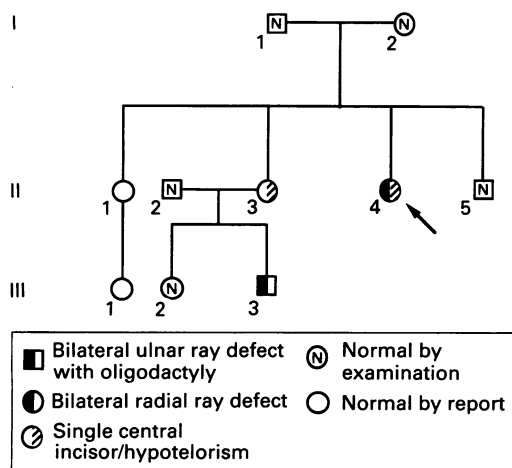 I
N N
1 2
II
N N
1 2 3 4 5
N
III
1 2 3
Bilateral ulnar ray defect
with oligodactyly
N Normal by
examination
Bilateral radial ray defect
Normal by report
Single central
incisor/hypotelorism